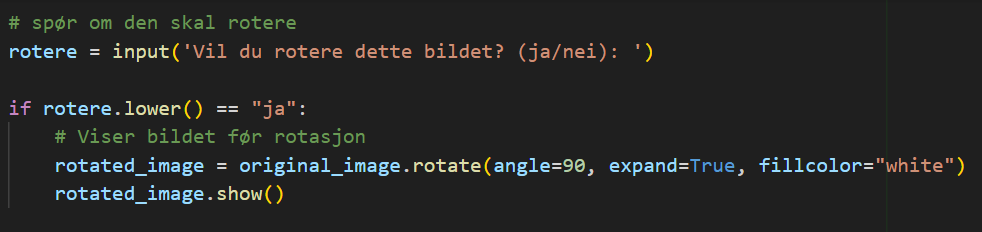 # spør om den skal rotere
rotere = input('Vil du rotere dette bildet? (ja/nei): ')
if rotere.lower() == "ja":
    # Viser bildet før rotasjon
    rotated_image = original_image.rotate(angle=90, expand=True, fillcolor="white")
    rotated_image.show()